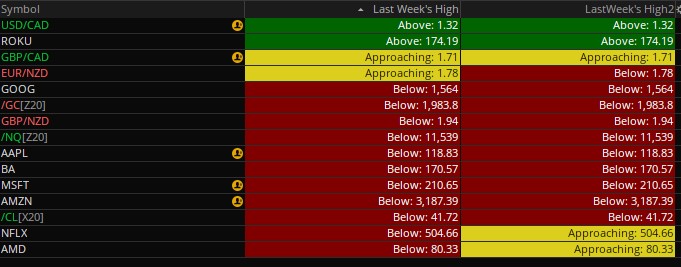 Symbol Last Week's High LastWeek's High2
USD/CAD Above: 1.32 Above: 1.32
ROKU Above: 174.19 Above: 174.19
GBP/CAD Approaching: 1.71 Approaching: 1.71
EUR/NZD Approaching: 1.78 Below: 1.78
GOOG Below: 1,564 Below: 1,564
/GC[Z20] Below: 1,983.8 Below: 1,983.8
GBP/NZD Below: 1.94 Below: 1.94
/NQ[Z20] Below: 11,539 Below: 11,539
AAPL Below: 118.83 Below: 118.83
BA Below: 170.57 Below: 170.57
MSFT Below: 210.65 Below: 210.65
AMZN Below: 3,187.39 Below: 3,187.39
/CL[X20] Below: 41.72 Below: 41.72
NFLX Below: 504.66 Approaching: 504.66
AMD Below: 80.33 Approaching: 80.33